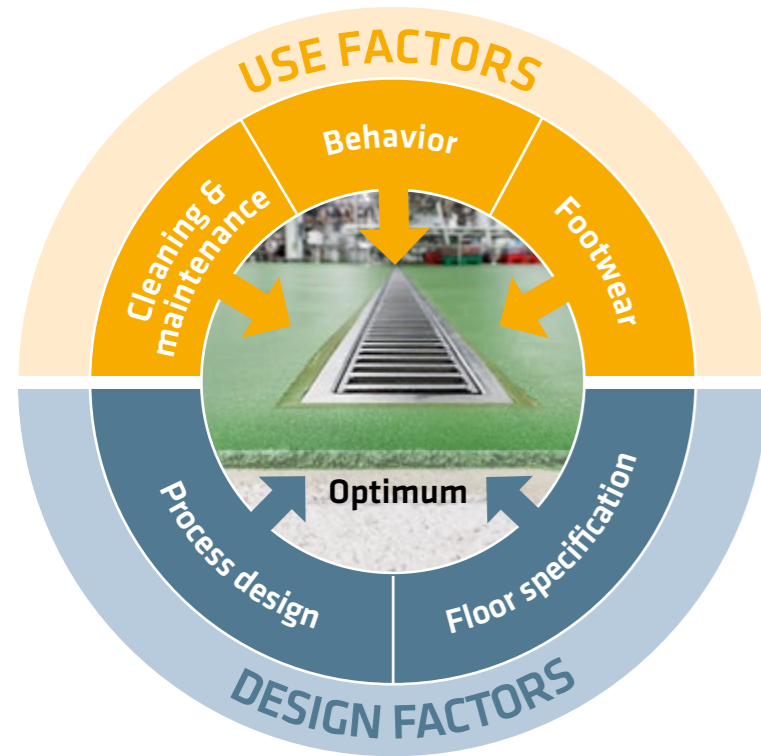 USE FACTORS
Behavior
Cleaning &
maintenance
Footwear
Optimum
Process design
Floor specification
DESIGN FACTORS